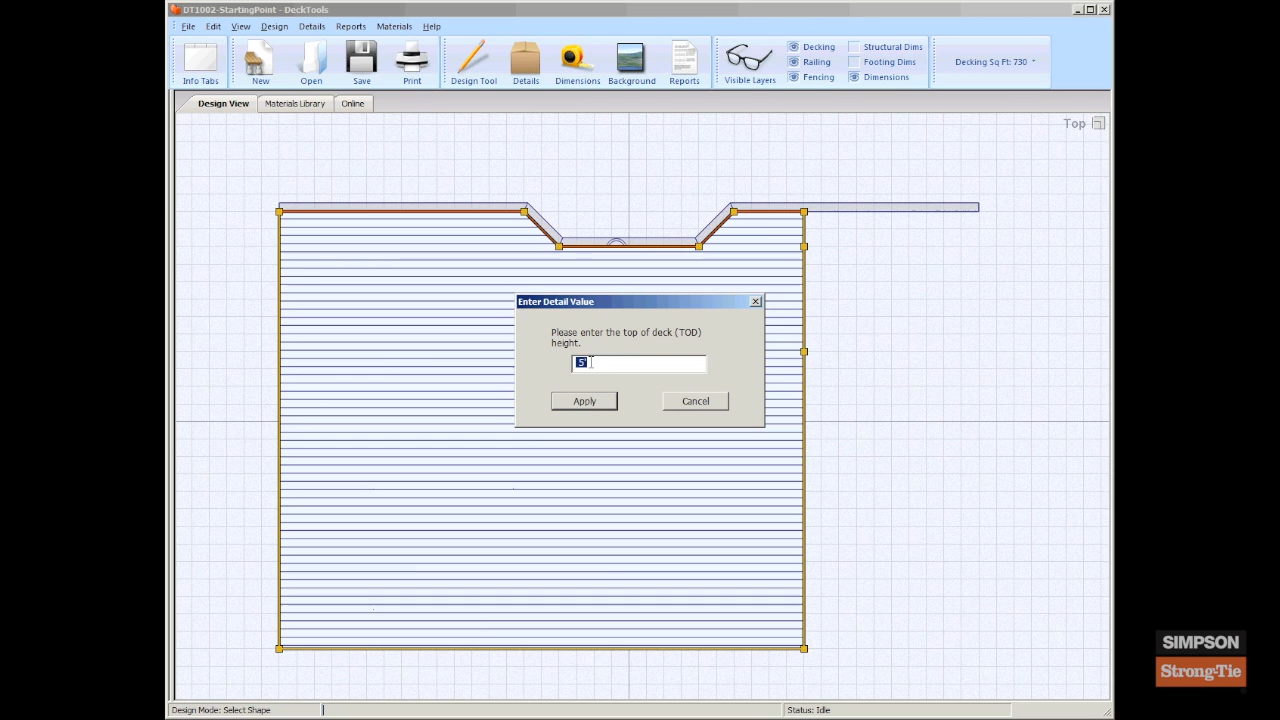 DT1002-StartingPoint - DeckTools
File Edit View Design Details Reports Materials Help
Info Tabs New Open Save Print Design Tool Details Dimensions Background Reports Visible Layers
Decking Structural Dims
Railing Footing Dims
Fencing Dimensions
Decking Sq Ft: 730
Design View Materials Library Online
Top
Enter Detail Value
Please enter the top of deck (TOD)
height.
5'
Apply Cancel
SIMPSON
Strong-Tie
Design Mode: Select Shape Status: Idle